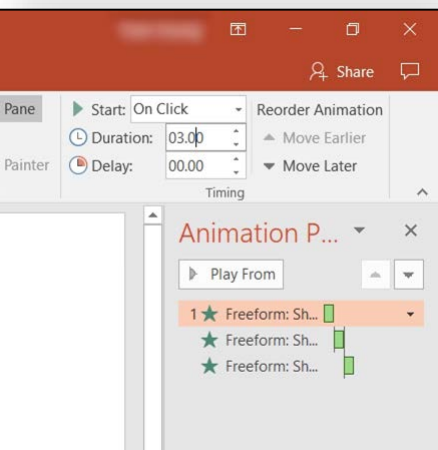 Share
Pane
Start: On Click
Reorder Animation
Duration: 03.00
Move Earlier
Painter
Delay: 00.00
Move Later
Timing
Animation P...
Play From
1 Freeform: Sh...
Freeform: Sh...
Freeform: Sh...